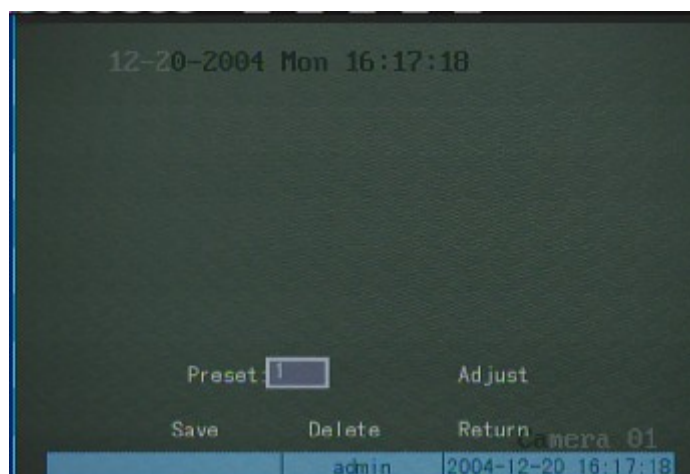 12-20-2004 Mon 16:17:18
Preset: 1 Adjust
Save Delete Return
Camera 01
admin 2004-12-20 16:17:18